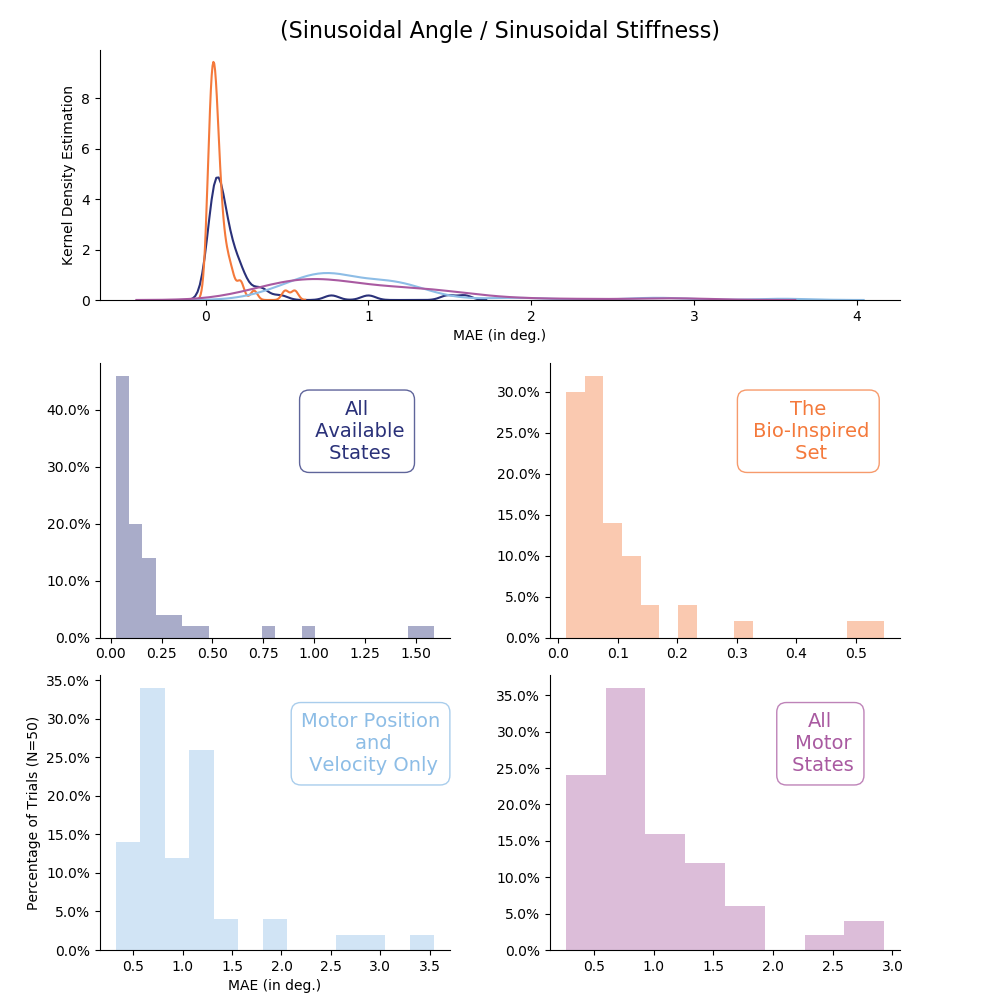 (Sinusoidal Angle / Sinusoidal Stiffness)
Kernel Density Estimation
8
6
4
2
0
0 1 2 3 4
MAE (in deg.)
40.0%
30.0%
20.0%
10.0%
0.0%
All
Available
States
0.00 0.25 0.50 0.75 1.00 1.25 1.50
30.0%
25.0%
20.0%
15.0%
10.0%
5.0%
0.0%
The
Bio-Inspired
Set
0.0 0.1 0.2 0.3 0.4 0.5
Percentage of Trials (N=50)
35.0%
30.0%
25.0%
20.0%
15.0%
10.0%
5.0%
0.0%
Motor Position
and
Velocity Only
0.5 1.0 1.5 2.0 2.5 3.0 3.5
MAE (in deg.)
35.0%
30.0%
25.0%
20.0%
15.0%
10.0%
5.0%
0.0%
All
Motor
States
0.5 1.0 1.5 2.0 2.5 3.0